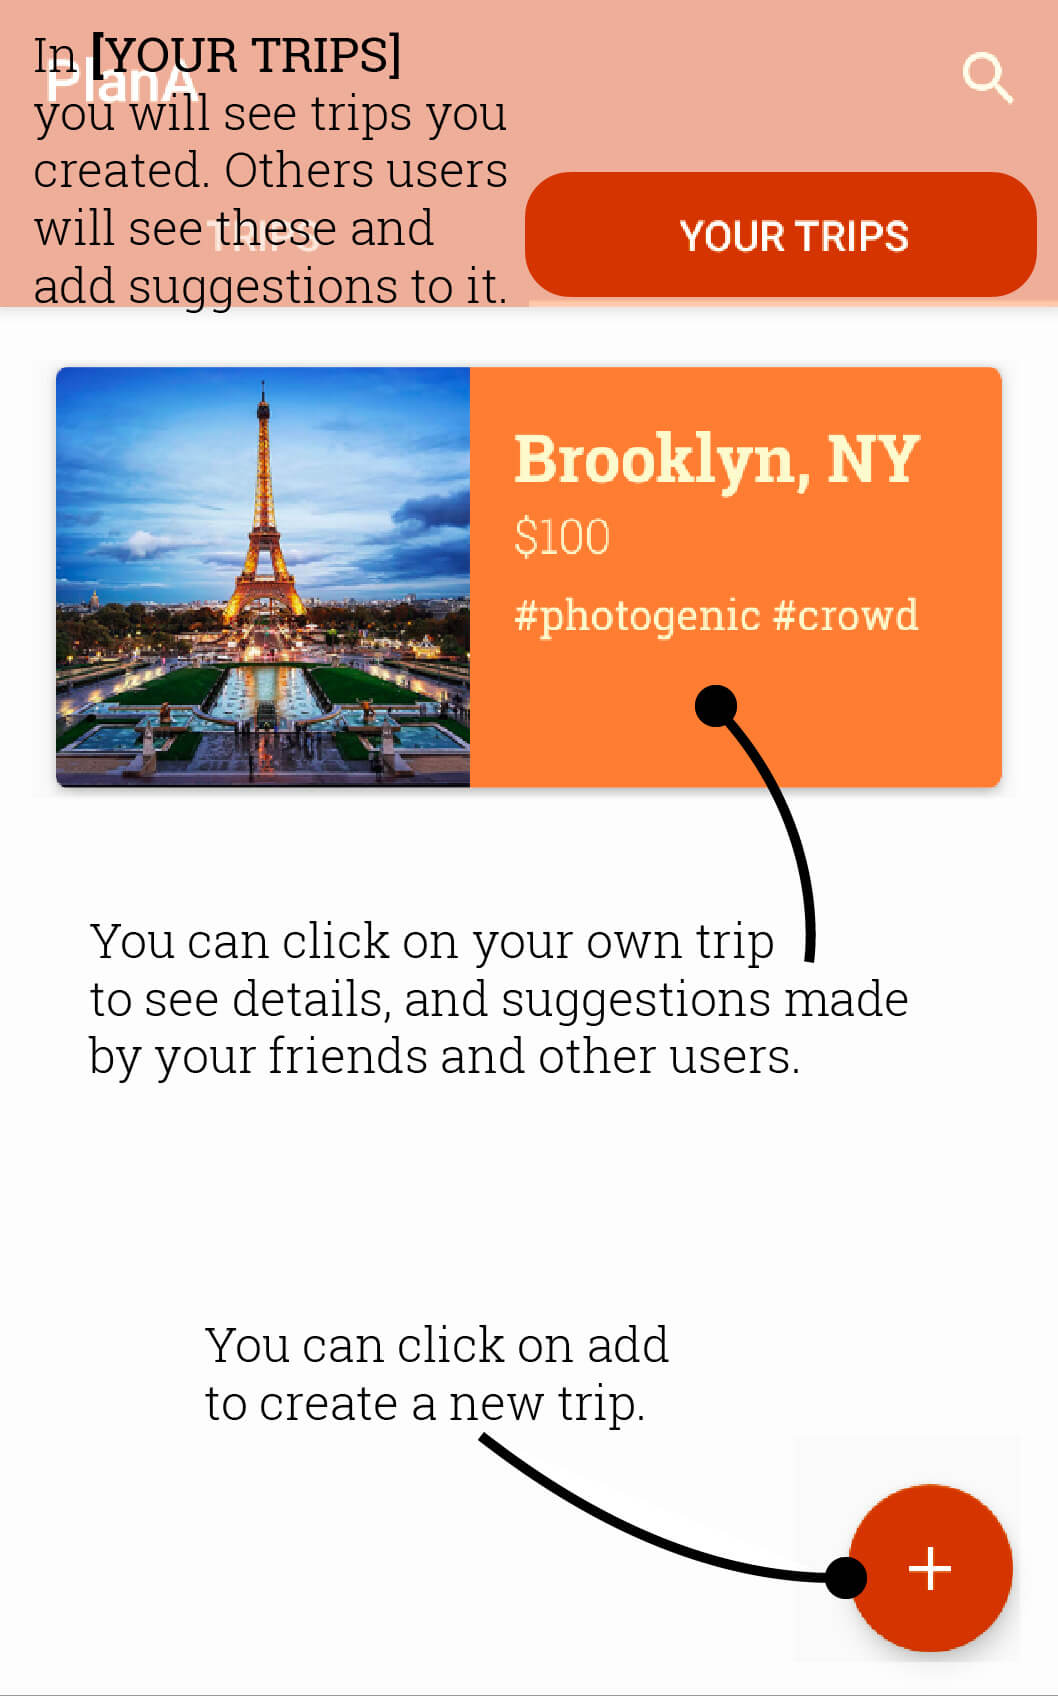 In [YOUR TRIPS]
PlanA
you will see trips you
created. Others users
will see these and
TRIPS
YOUR TRIPS
add suggestions to it.
Brooklyn, NY
$100
#photogenic #crowd
You can click on your own trip
to see details, and suggestions made
by your friends and other users.
You can click on add
to create a new trip.
+